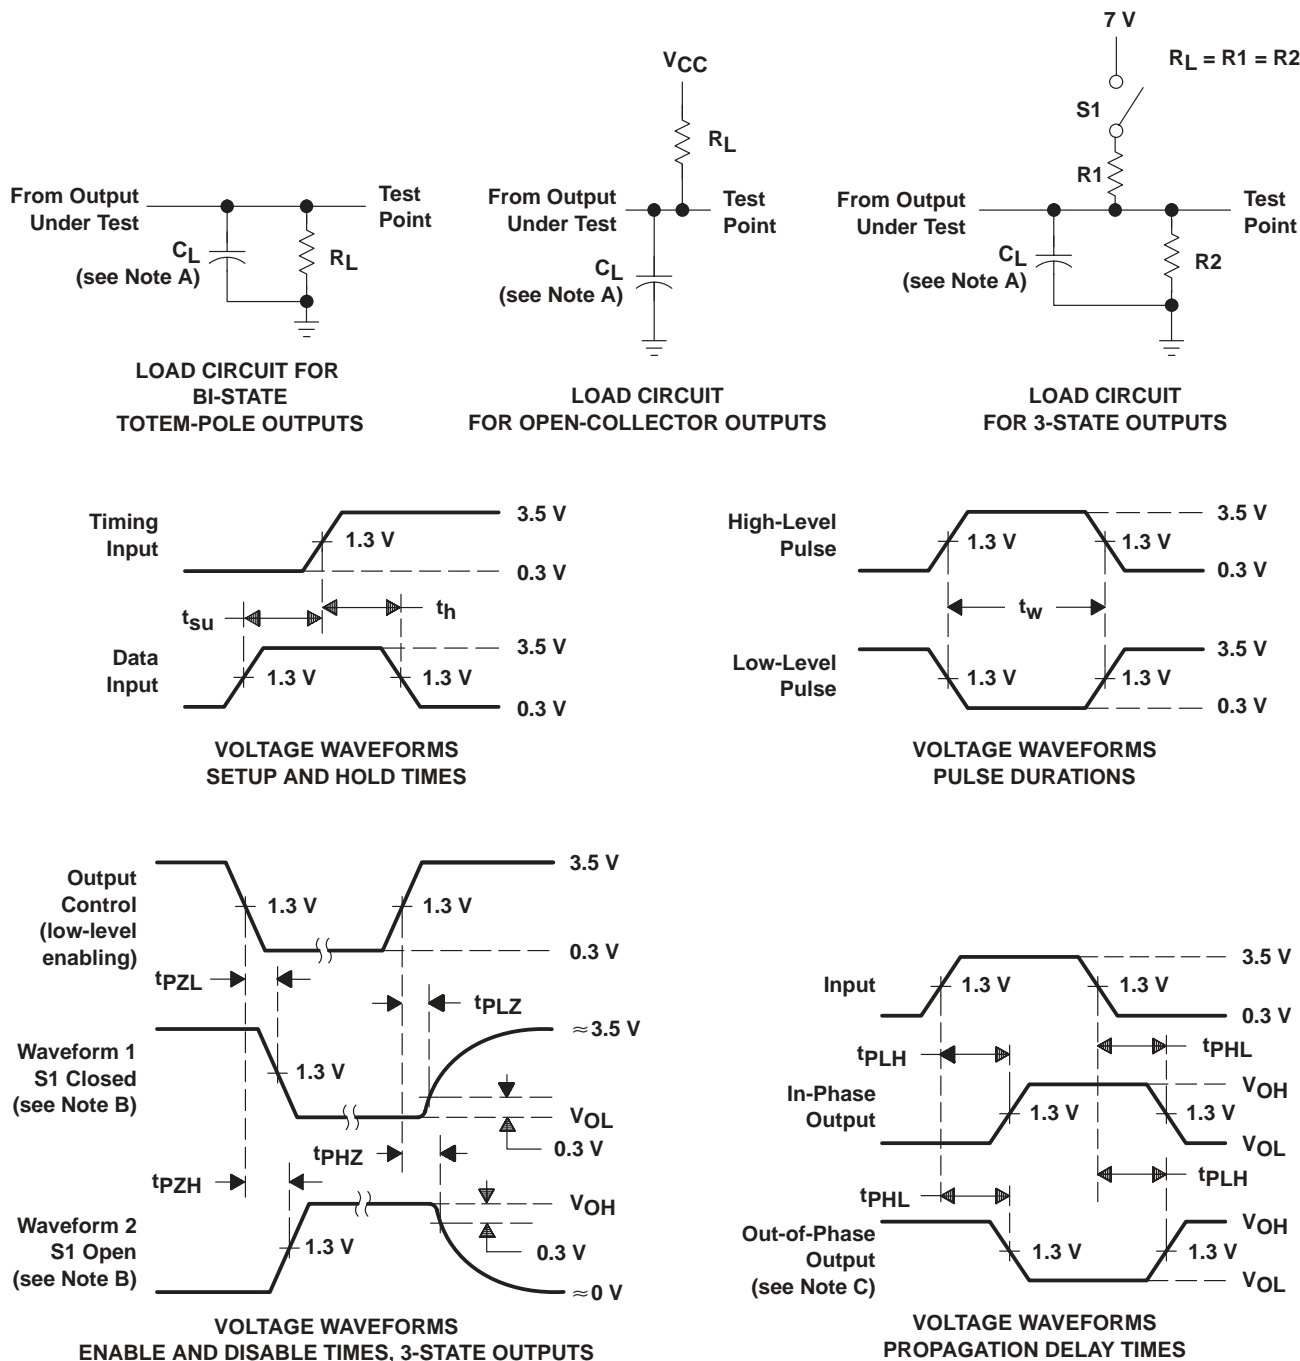 From Output
Under Test
Test
Point
CL
(see Note A)
RL
LOAD CIRCUIT FOR
BI-STATE
TOTEM-POLE OUTPUTS
VCC
RL
From Output
Under Test
Test
Point
CL
(see Note A)
LOAD CIRCUIT
FOR OPEN-COLLECTOR OUTPUTS
7 V
RL = R1 = R2
S1
R1
From Output
Under Test
Test
Point
CL
(see Note A)
R2
LOAD CIRCUIT
FOR 3-STATE OUTPUTS
Timing
Input
3.5 V
1.3 V
0.3 V
tsu
th
Data
Input
3.5 V
1.3 V
1.3 V
0.3 V
VOLTAGE WAVEFORMS
SETUP AND HOLD TIMES
High-Level
Pulse
3.5 V
1.3 V
1.3 V
0.3 V
tw
Low-Level
Pulse
3.5 V
1.3 V
1.3 V
0.3 V
VOLTAGE WAVEFORMS
PULSE DURATIONS
Output
Control
(low-level
enabling)
3.5 V
1.3 V
1.3 V
0.3 V
tPZL
tPLZ
Waveform 1
S1 Closed
(see Note B)
≈3.5 V
1.3 V
VOL
0.3 V
tPHZ
tPZH
Waveform 2
S1 Open
(see Note B)
VOH
1.3 V
0.3 V
≈0 V
VOLTAGE WAVEFORMS
ENABLE AND DISABLE TIMES, 3-STATE OUTPUTS
Input
3.5 V
1.3 V
1.3 V
0.3 V
tPLH
tPHL
In-Phase
Output
VOH
1.3 V
1.3 V
VOL
tPHL
tPLH
Out-of-Phase
Output
(see Note C)
VOH
1.3 V
1.3 V
VOL
VOLTAGE WAVEFORMS
PROPAGATION DELAY TIMES